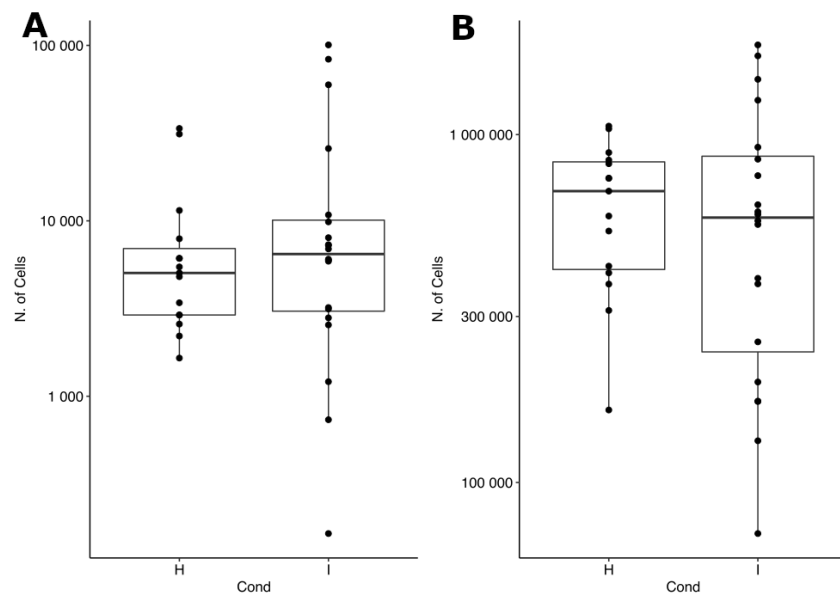 A
100 000
10 000
1 000
N. of Cells
H I
Cond
B
1 000 000
300 000
100 000
N. of Cells
H I
Cond